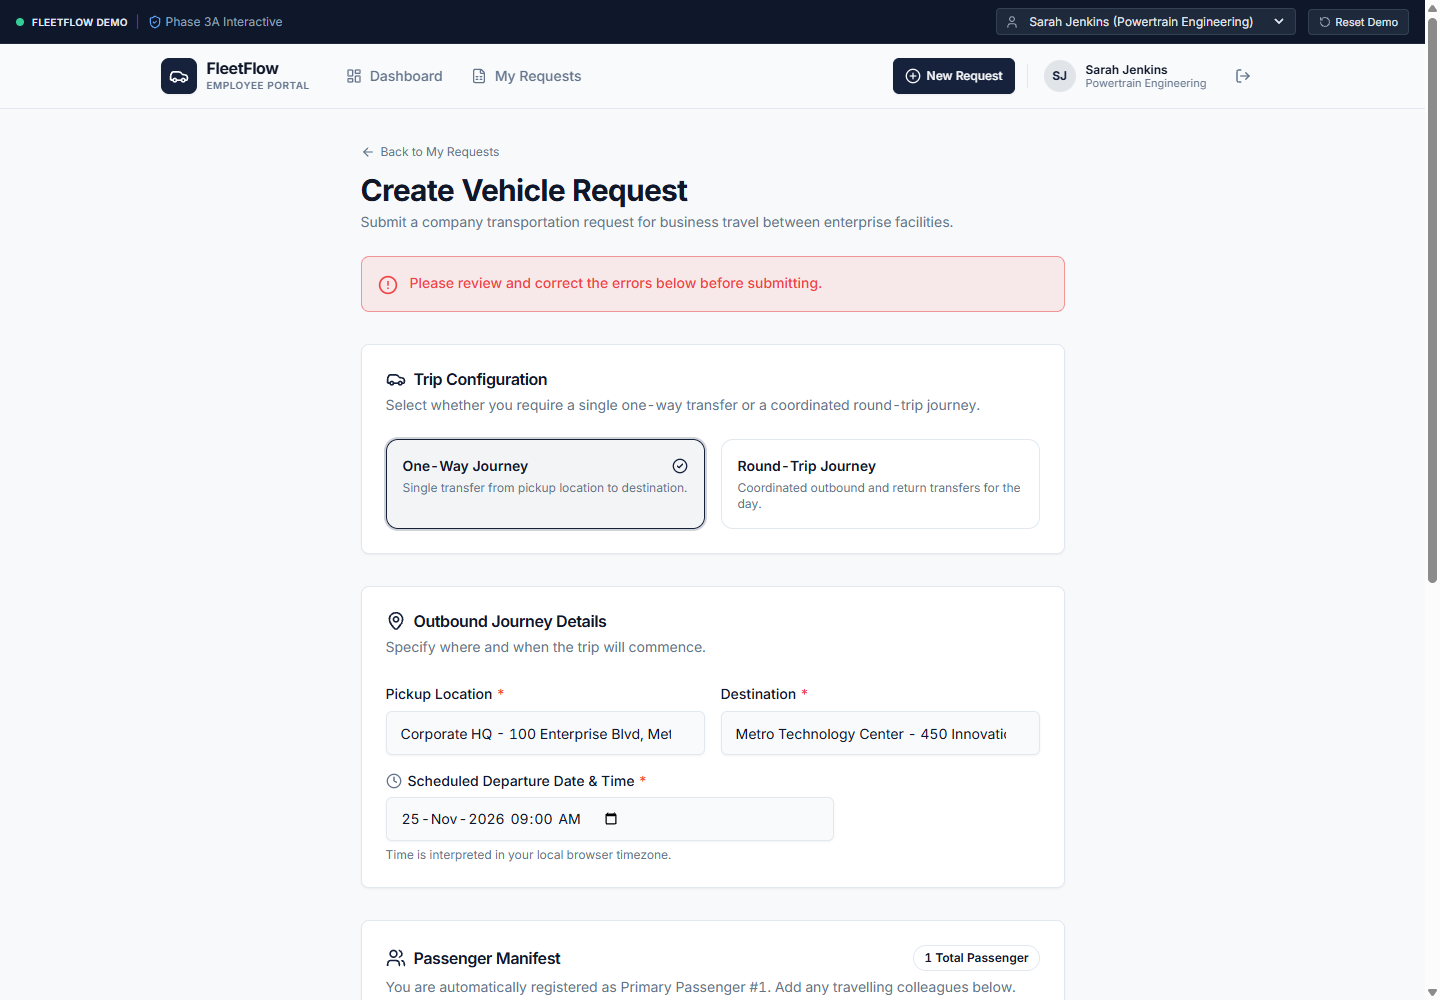 FLEETFLOW DEMO
Phase 3A Interactive
Sarah Jenkins (Powertrain Engineering)
Reset Demo
FleetFlow
EMPLOYEE PORTAL
Dashboard
My Requests
New Request
SJ
Sarah Jenkins
Powertrain Engineering
Back to My Requests
Create Vehicle Request
Submit a company transportation request for business travel between enterprise facilities.
Please review and correct the errors below before submitting.
Trip Configuration
Select whether you require a single one-way transfer or a coordinated round-trip journey.
One-Way Journey
Single transfer from pickup location to destination.
Round-Trip Journey
Coordinated outbound and return transfers for the
day.
Outbound Journey Details
Specify where and when the trip will commence.
Pickup Location *
Destination *
Corporate HQ - 100 Enterprise Blvd, Met
Metro Technology Center - 450 Innovatic
Scheduled Departure Date & Time *
25-Nov-2026 09:00 AM
Time is interpreted in your local browser timezone.
Passenger Manifest
1 Total Passenger
You are automatically registered as Primary Passenger #1. Add any travelling colleagues below.